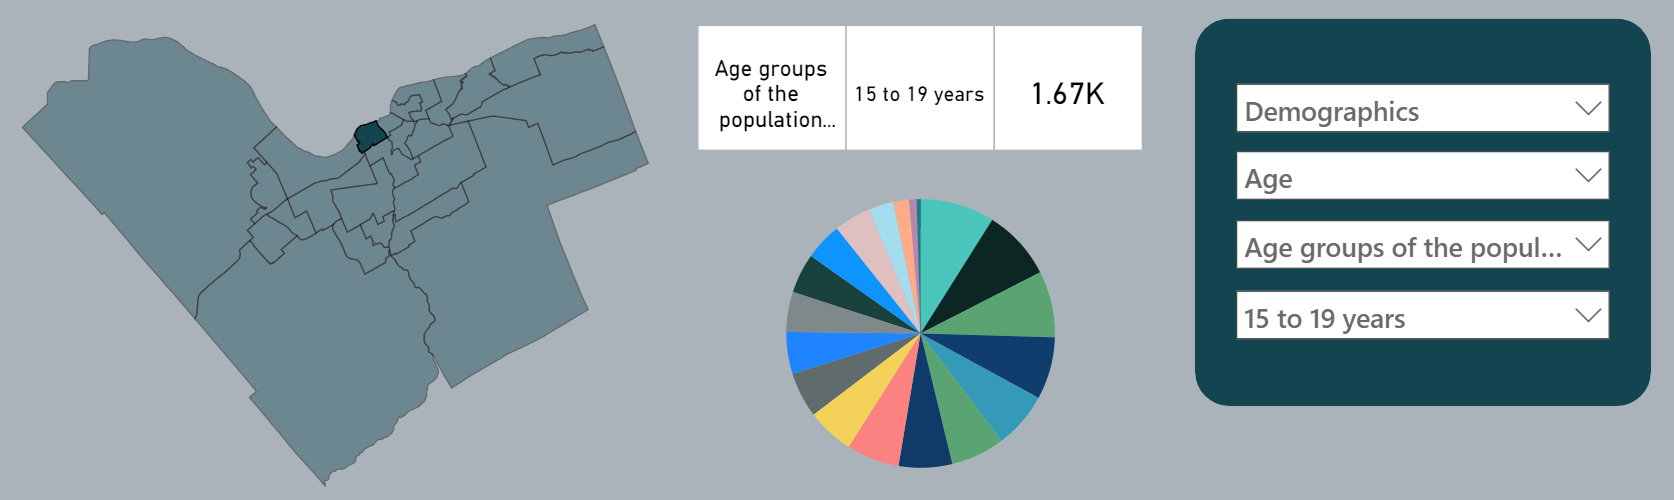 Age groups
of the
population...
15 to 19 years
1.67K
Demographics
Age
Age groups of the popul...
15 to 19 years